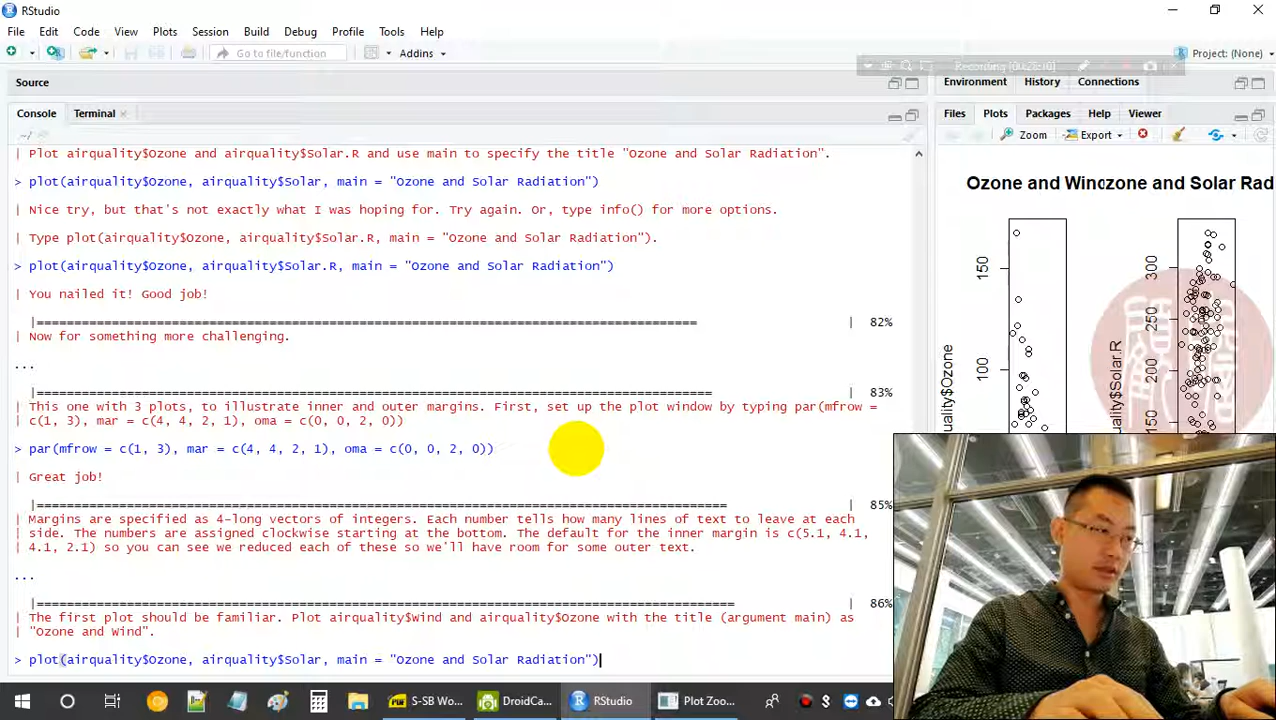 RStudio
File Edit Code View Plots Session Build Debug Profile Tools Help
Go to file/function
Addins
Project: (None)
Source
Console Terminal
~/
| Plot airquality$Ozone and airquality$Solar.R and use main to specify the title "Ozone and Solar Radiation".
> plot(airquality$Ozone, airquality$Solar, main = "Ozone and Solar Radiation")
| Nice try, but that's not exactly what I was hoping for. Try again. Or, type info() for more options.
| Type plot(airquality$Ozone, airquality$Solar.R, main = "Ozone and Solar Radiation").
> plot(airquality$Ozone, airquality$Solar.R, main = "Ozone and Solar Radiation")
| You nailed it! Good job!
|======================================================================================== | 82%
| Now for something more challenging.
...
|========================================================================================== | 83%
| This one with 3 plots, to illustrate inner and outer margins. First, set up the plot window by typing par(mfrow =
| c(1, 3), mar = c(4, 4, 2, 1) oma = c(0, 0, 2, 0))
> par(mfrow = c(1, 3), mar = c(4, 4, 2, 1), oma = c(0, 0, 2, 0))
| Great job!
|============================================================================================ | 85%
| Margins are specified as 4-long vectors of integers. Each number tells how many lines of text to leave at each
| side. The numbers are assigned clockwise starting at the bottom. The default for the inner margin is c(5.1, 4.1,
| 4.1, 2.1) so you can see we reduced each of these so we'll have room for some outer text.
...
|============================================================================================= | 86%
| The first plot should be familiar. Plot airquality$Wind and airquality$Ozone with the title (argument main) as
| "Ozone and Wind".
> plot(airquality$Ozone, airquality$Solar, main = "Ozone and Solar Radiation")
Environment History Connections
Files Plots Packages Help Viewer
Zoom Export
Ozone and Winczone and Solar Rad
150
100
quality$Ozone
300
250
200
150
quality$Solar.R
S-SB Wo... DroidCa... RStudio Plot Zoo...